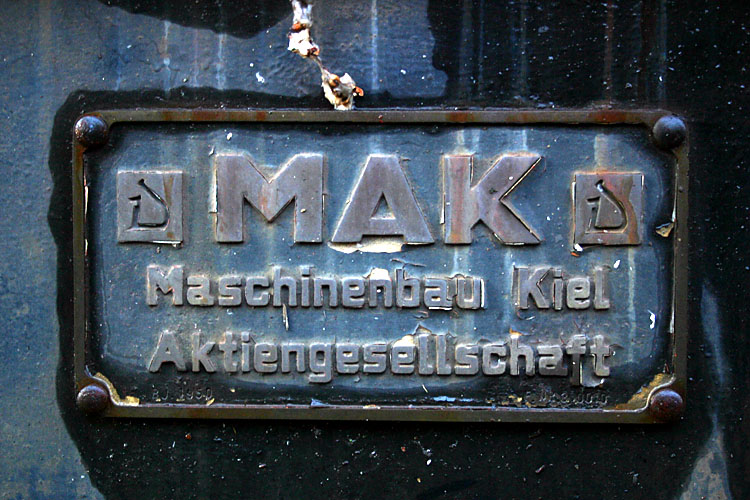 MAK
Maschinenbau Kiel
Aktiengesellschaft